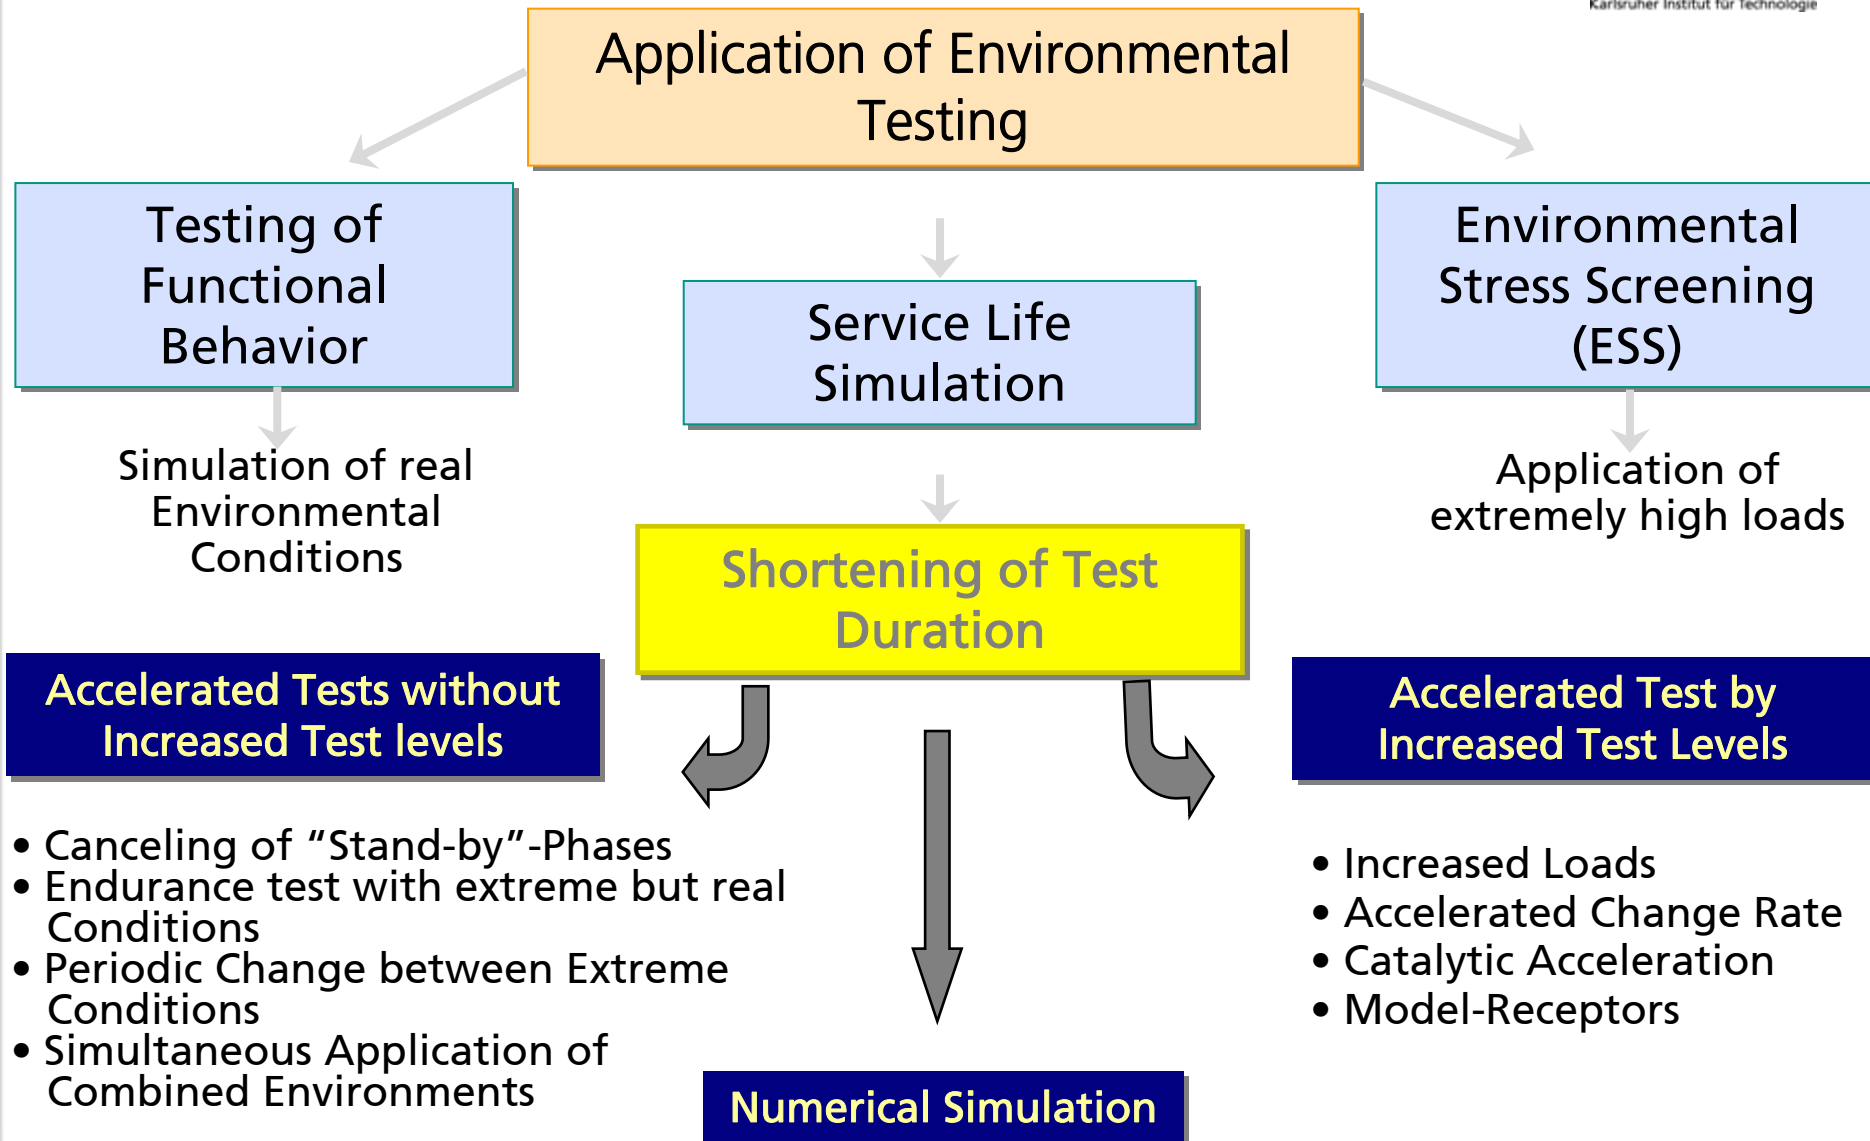 Karlsruher Institut für Technologie
Application of Environmental
Testing
Testing of
Functional
Behavior
Service Life
Simulation
Environmental
Stress Screening
(ESS)
Simulation of real
Environmental
Conditions
Application of
extremely high loads
Shortening of Test
Duration
Accelerated Tests without
Increased Test levels
Accelerated Test by
Increased Test Levels
• Canceling of “Stand-by”-Phases
• Endurance test with extreme but real
Conditions
• Periodic Change between Extreme
Conditions
• Simultaneous Application of
Combined Environments
• Increased Loads
• Accelerated Change Rate
• Catalytic Acceleration
• Model-Receptors
Numerical Simulation